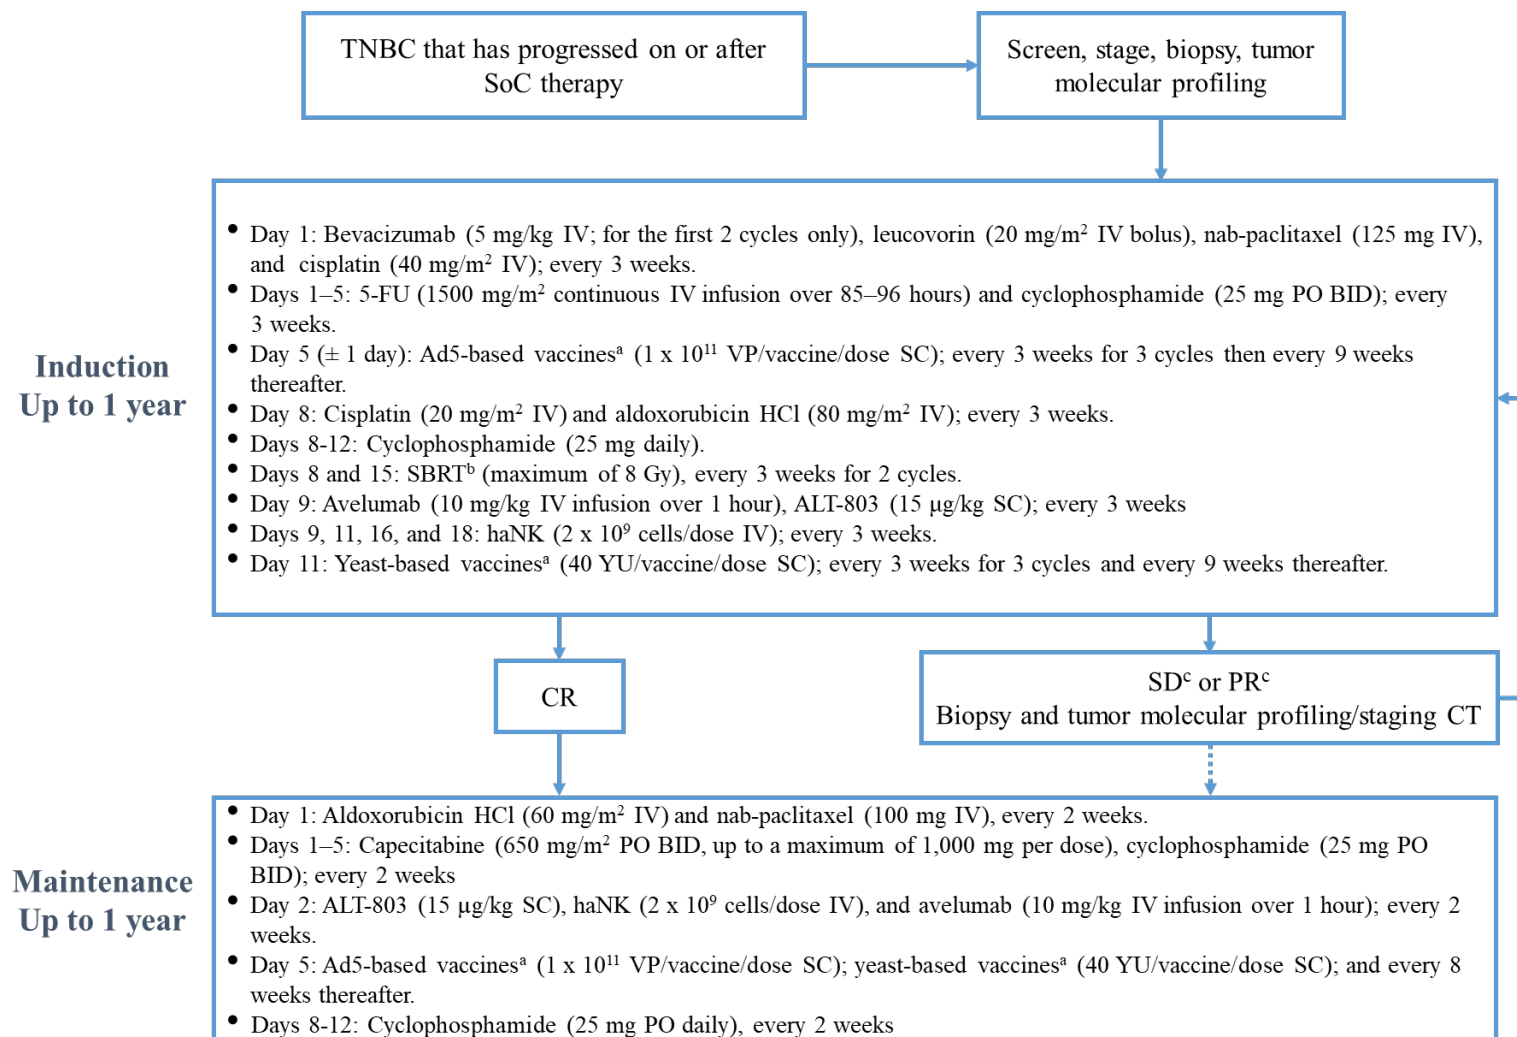 TNBC that has progressed on or after
SoC therapy
Screen, stage, biopsy, tumor
molecular profiling
Induction
Up to 1 year
• Day 1: Bevacizumab (5 mg/kg IV; for the first 2 cycles only), leucovorin (20 mg/m² IV bolus), nab-paclitaxel (125 mg IV),
and cisplatin (40 mg/m² IV); every 3 weeks.
• Days 1–5: 5-FU (1500 mg/m² continuous IV infusion over 85–96 hours) and cyclophosphamide (25 mg PO BID); every
3 weeks.
• Day 5 (± 1 day): Ad5-based vaccinesᵃ (1 x 10¹¹ VP/vaccine/dose SC); every 3 weeks for 3 cycles then every 9 weeks
thereafter.
• Day 8: Cisplatin (20 mg/m² IV) and aldoxorubicin HCl (80 mg/m² IV); every 3 weeks.
• Days 8-12: Cyclophosphamide (25 mg daily).
• Days 8 and 15: SBRTᵇ (maximum of 8 Gy), every 3 weeks for 2 cycles.
• Day 9: Avelumab (10 mg/kg IV infusion over 1 hour), ALT-803 (15 µg/kg SC); every 3 weeks
• Days 9, 11, 16, and 18: haNK (2 x 10⁹ cells/dose IV); every 3 weeks.
• Day 11: Yeast-based vaccinesᵃ (40 YU/vaccine/dose SC); every 3 weeks for 3 cycles and every 9 weeks thereafter.
CR
SDᶜ or PRᶜ
Biopsy and tumor molecular profiling/staging CT
Maintenance
Up to 1 year
• Day 1: Aldoxorubicin HCl (60 mg/m² IV) and nab-paclitaxel (100 mg IV), every 2 weeks.
• Days 1–5: Capecitabine (650 mg/m² PO BID, up to a maximum of 1,000 mg per dose), cyclophosphamide (25 mg PO
BID); every 2 weeks
• Day 2: ALT-803 (15 µg/kg SC), haNK (2 x 10⁹ cells/dose IV), and avelumab (10 mg/kg IV infusion over 1 hour); every 2
weeks.
• Day 5: Ad5-based vaccinesᵃ (1 x 10¹¹ VP/vaccine/dose SC); yeast-based vaccinesᵃ (40 YU/vaccine/dose SC); and every 8
weeks thereafter.
• Days 8-12: Cyclophosphamide (25 mg PO daily), every 2 weeks